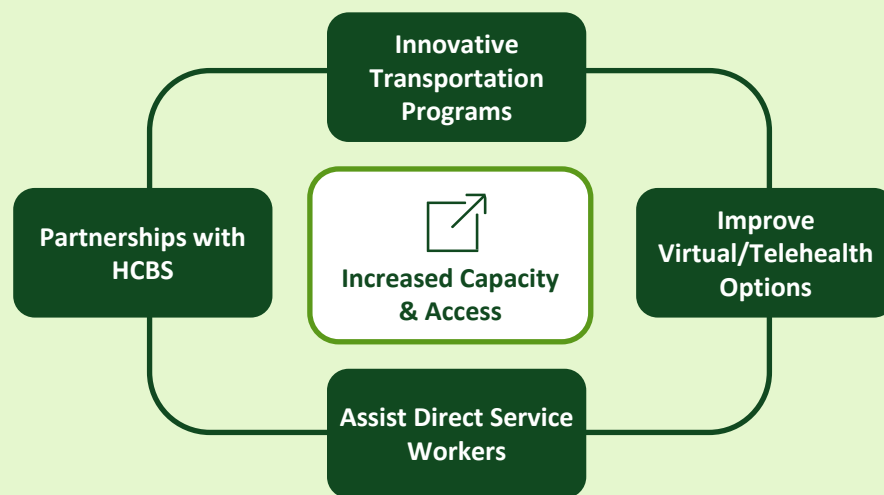 Innovative
Transportation
Programs
Partnerships with
HCBS
Increased Capacity
& Access
Improve
Virtual/Telehealth
Options
Assist Direct Service
Workers